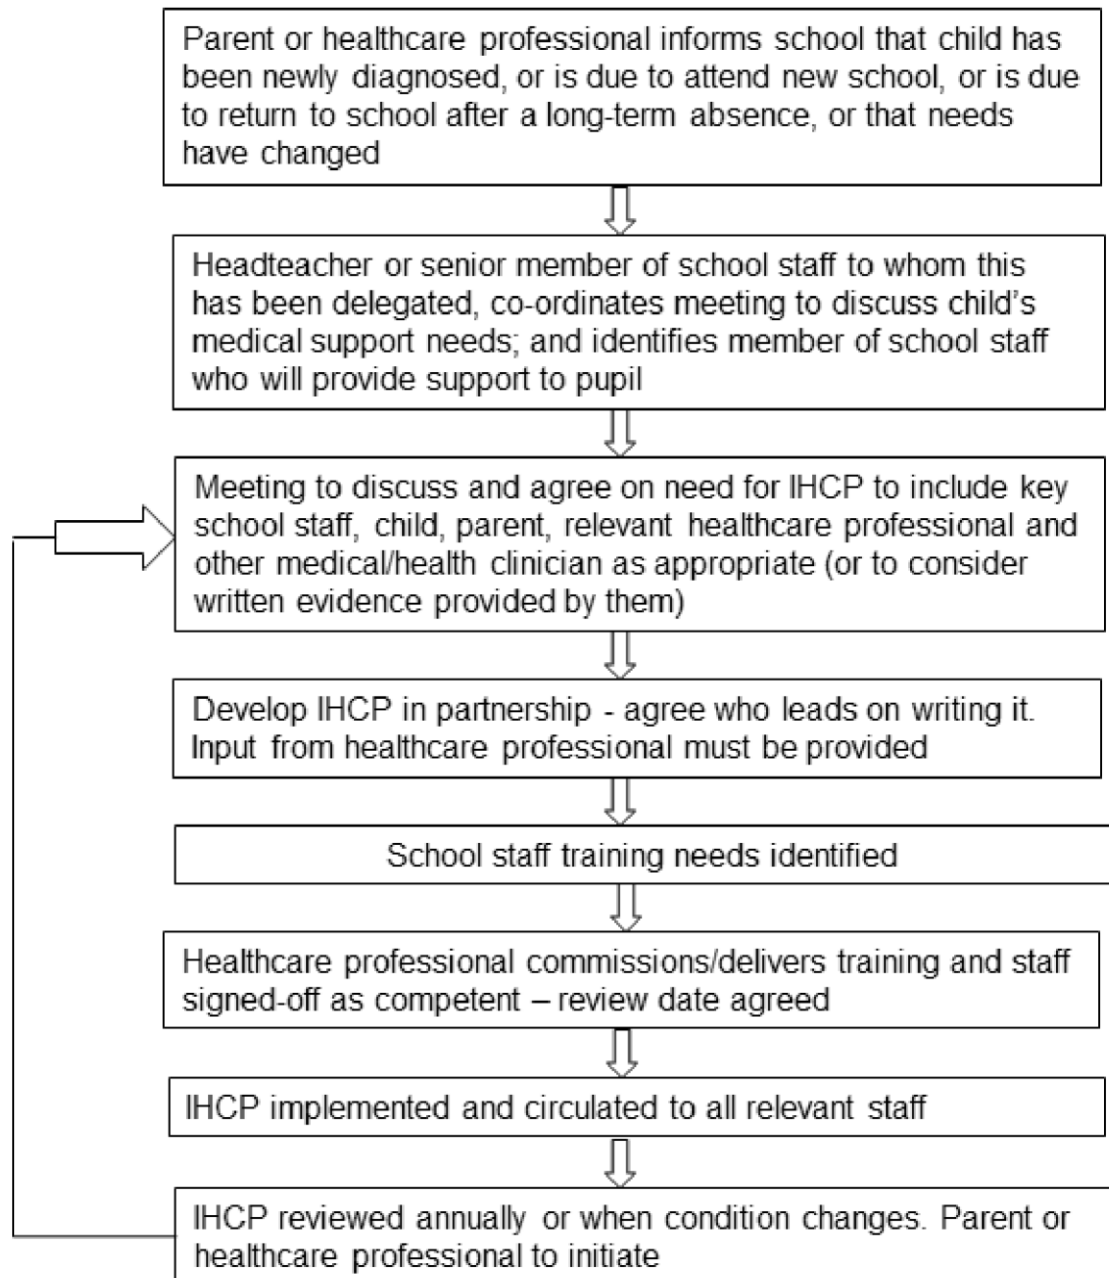 Parent or healthcare professional informs school that child has
been newly diagnosed, or is due to attend new school, or is due
to return to school after a long-term absence, or that needs
have changed
Headteacher or senior member of school staff to whom this
has been delegated, co-ordinates meeting to discuss child's
medical support needs; and identifies member of school staff
who will provide support to pupil
Meeting to discuss and agree on need for IHCP to include key
school staff, child, parent, relevant healthcare professional and
other medical/health clinician as appropriate (or to consider
written evidence provided by them)
Develop IHCP in partnership - agree who leads on writing it.
Input from healthcare professional must be provided
School staff training needs identified
Healthcare professional commissions/delivers training and staff
signed-off as competent – review date agreed
IHCP implemented and circulated to all relevant staff
IHCP reviewed annually or when condition changes. Parent or
healthcare professional to initiate